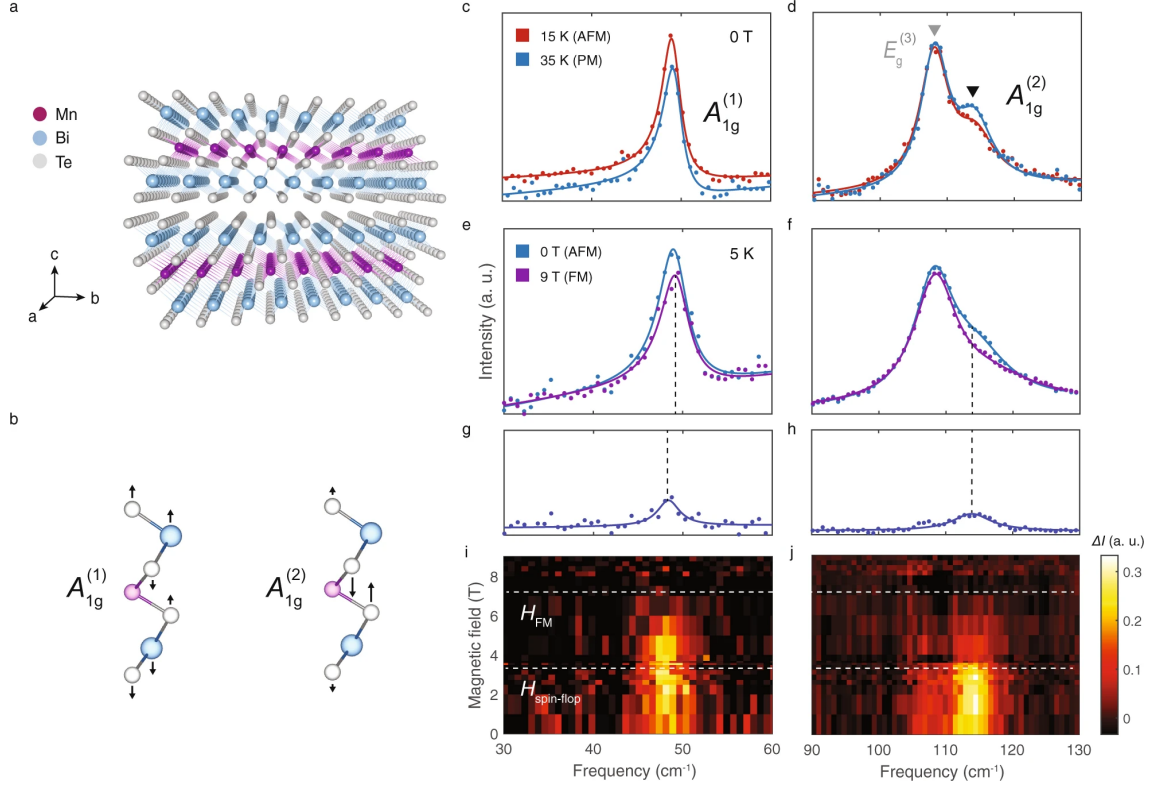 a
Mn
Bi
Te
c
b
a
b
A1g(1)
A1g(2)
c
15 K (AFM)
35 K (PM)
0 T
A1g(1)
d
Eg(3)
A1g(2)
e
0 T (AFM)
9 T (FM)
5 K
f
Intensity (a. u.)
g
h
i
j
Magnetic field (T)
8
6
4
2
0
HFM
Hspin-flop
30 40 50 60
Frequency (cm-1)
90 100 110 120 130
Frequency (cm-1)
ΔI (a. u.)
0.3
0.2
0.1
0